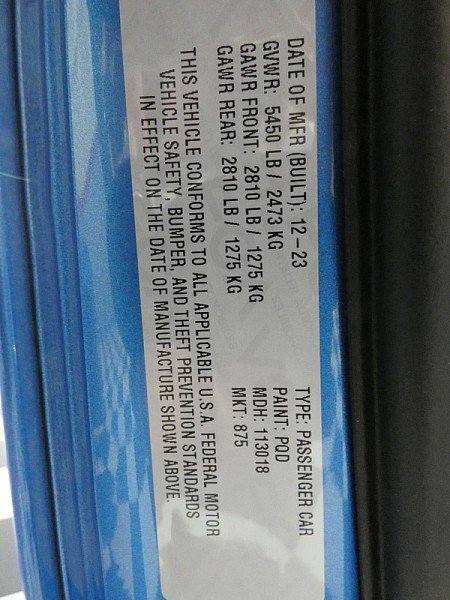 DATE OF MFR (BUILT): 12-23
GVWR: 5450 LB / 2473 KG
GAWR FRONT: 2810 LB / 1275 KG
GAWR REAR: 2810 LB / 1275 KG
TYPE: PASSENGER CAR
PAINT: PQD
MDH: 113018
MKT: 875
THIS VEHICLE CONFORMS TO ALL APPLICABLE U.S.A. FEDERAL MOTOR
VEHICLE SAFETY, BUMPER, AND THEFT PREVENTION STANDARDS
IN EFFECT ON THE DATE OF MANUFACTURE SHOWN ABOVE.